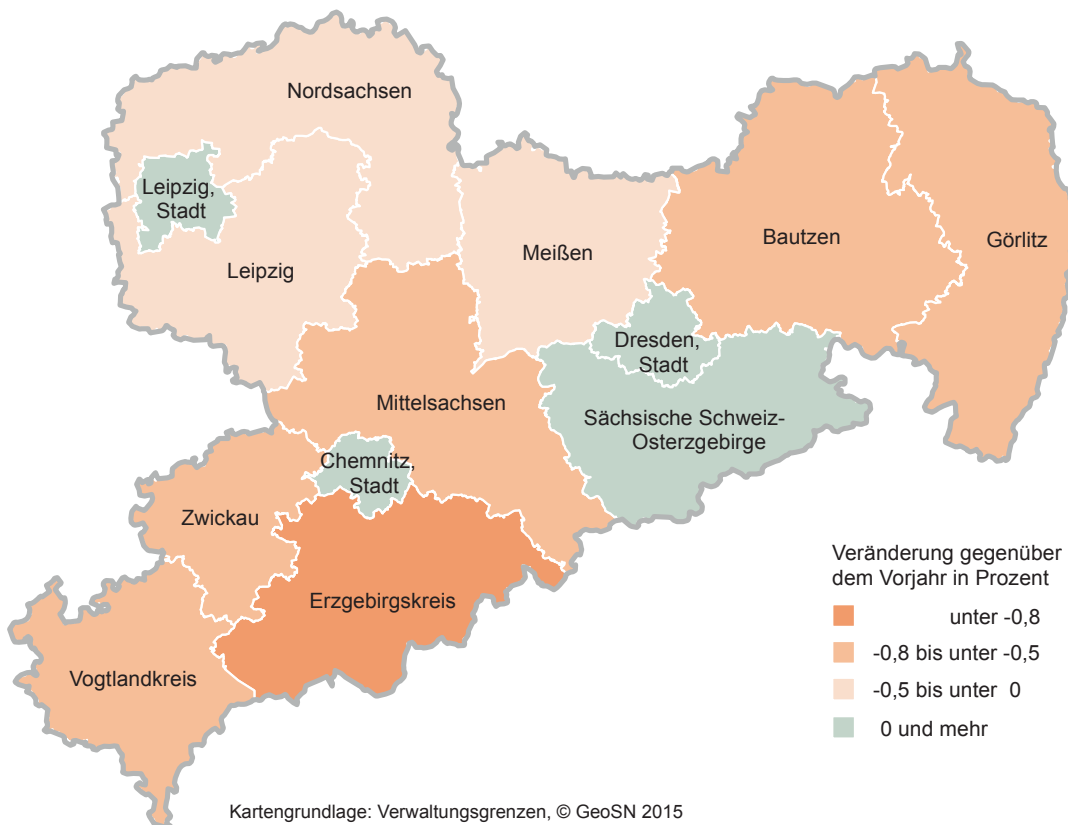 Nordsachsen
Leipzig,
Stadt
Leipzig
Meißen
Bautzen
Görlitz
Dresden,
Stadt
Mittelsachsen
Sächsische Schweiz-
Osterzgebirge
Chemnitz,
Stadt
Zwickau
Erzgebirgskreis
Vogtlandkreis
Veränderung gegenüber
dem Vorjahr in Prozent
unter -0,8
-0,8 bis unter -0,5
-0,5 bis unter 0
0 und mehr
Kartengrundlage: Verwaltungsgrenzen, © GeoSN 2015